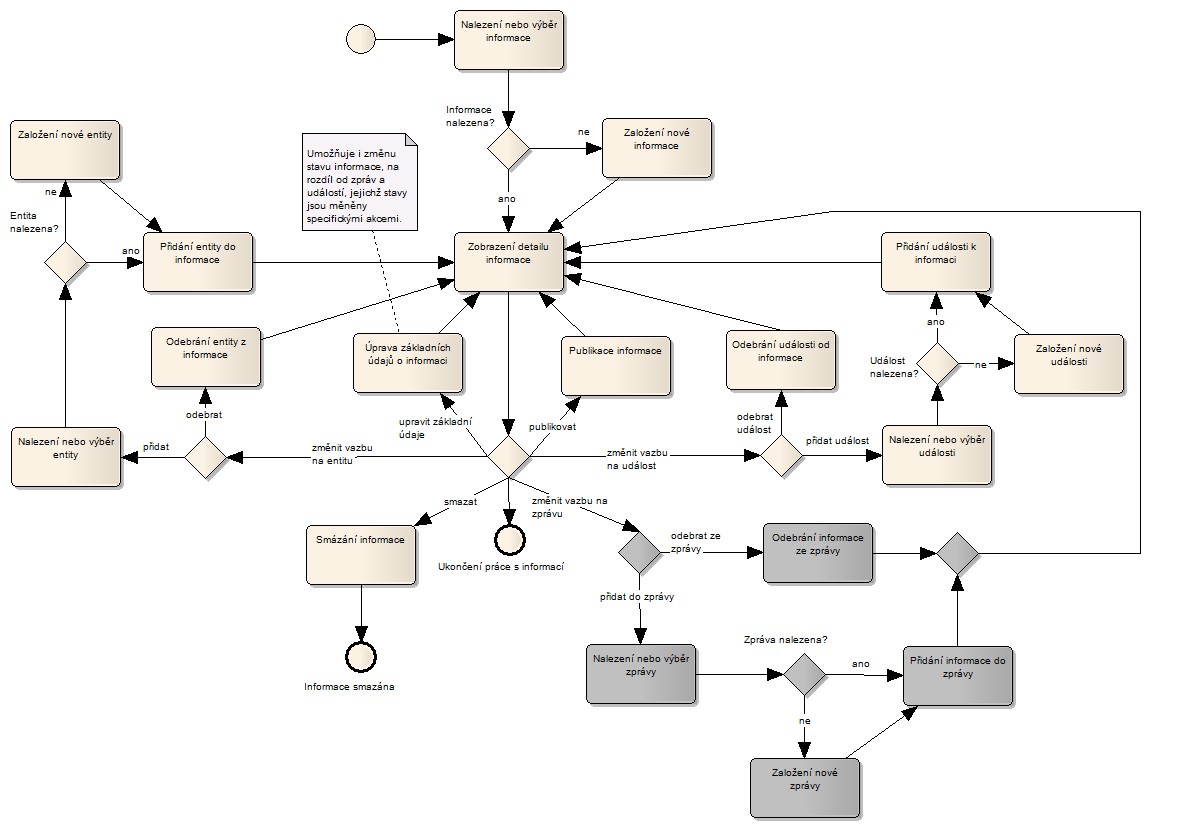 Nalezení nebo výběr
informace
Informace
nalezena?
ne
Založení nové
informace
ano
Založení nové entity
ne
Entita
nalezena?
ano
Přidání entity do
informace
Umožňuje i změnu
stavu informace, na
rozdíl od zpráv a
událostí, jejichž stavy
jsou měněny
specifickými akcemi.
Zobrazení detailu
informace
Přidání události k
informaci
Odebrání entity z
informace
Úprava základních
údajů o informaci
Publikace informace
Odebrání události od
informace
ano
Událost
nalezena?
ne
Založení nové
události
odebrat
upravit základní
údaje
publikovat
odebrat
událost
Nalezení nebo výběr
entity
přidat
změnit vazbu
na entitu
změnit vazbu
na událost
přidat událost
Nalezení nebo výběr
události
smazat
změnit vazbu na
zprávu
Smázání informace
Ukončení práce s informací
odebrat ze
zprávy
Odebrání informace
ze zprávy
přidat do zprávy
Informace smazána
Nalezení nebo výběr
zprávy
Zpráva nalezena?
ano
Přidání informace do
zprávy
ne
Založení nové
zprávy